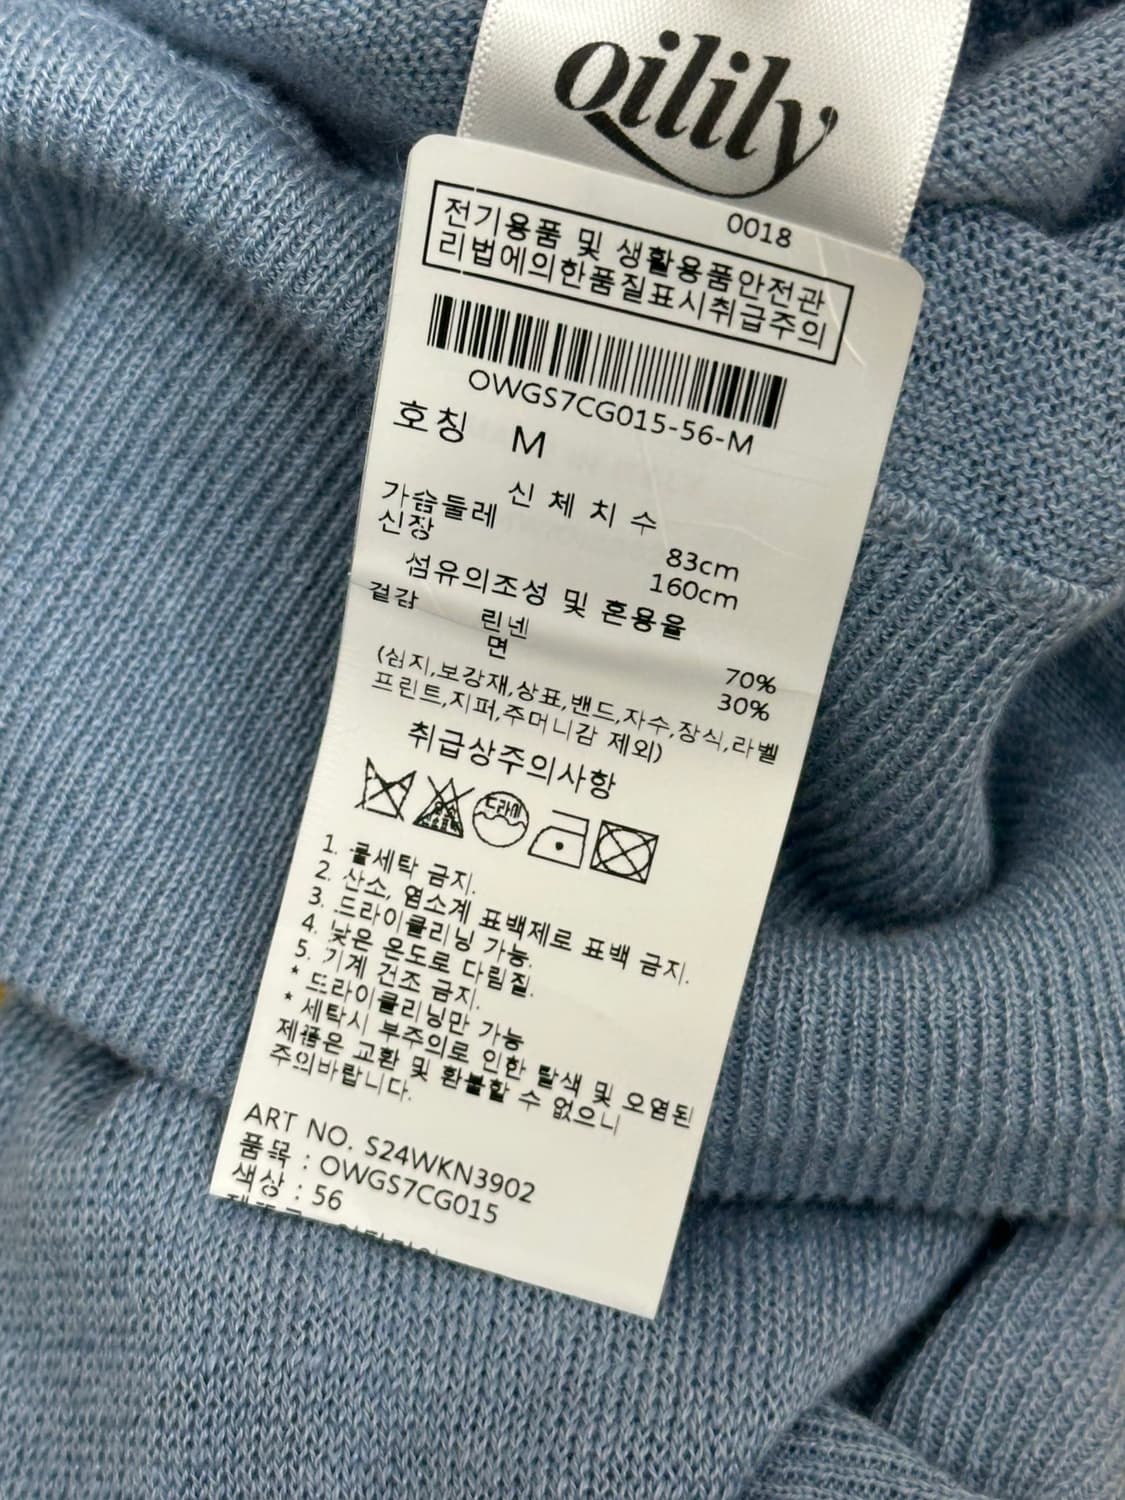 Qilily
0018
전기용품 및 생활용품안전관
리법에의한품질표시취급주의
OWGS7CG015-56-M
호칭 M
신체치수
가슴둘레 83cm
신장 160cm
섬유의조성 및 혼용율
겉감 린넨 70%
면 30%
(심지,보강재,상표,밴드,자수,장식,라벨
프린트,지퍼,주머니감 제외)
취급상주의사항
드라이
1. 물세탁 금지.
2. 산소, 염소계 표백제로 표백 금지.
3. 드라이클리닝 가능.
4. 낮은 온도로 다림질.
5. 기계 건조 금지.
* 드라이클리닝만 가능
* 세탁시 부주의로 인한 탈색 및 오염된
제품은 교환 및 환불할 수 없으니
주의바랍니다.
ART NO. S24WKN3902
품목 : OWGS7CG015
색상 : 56